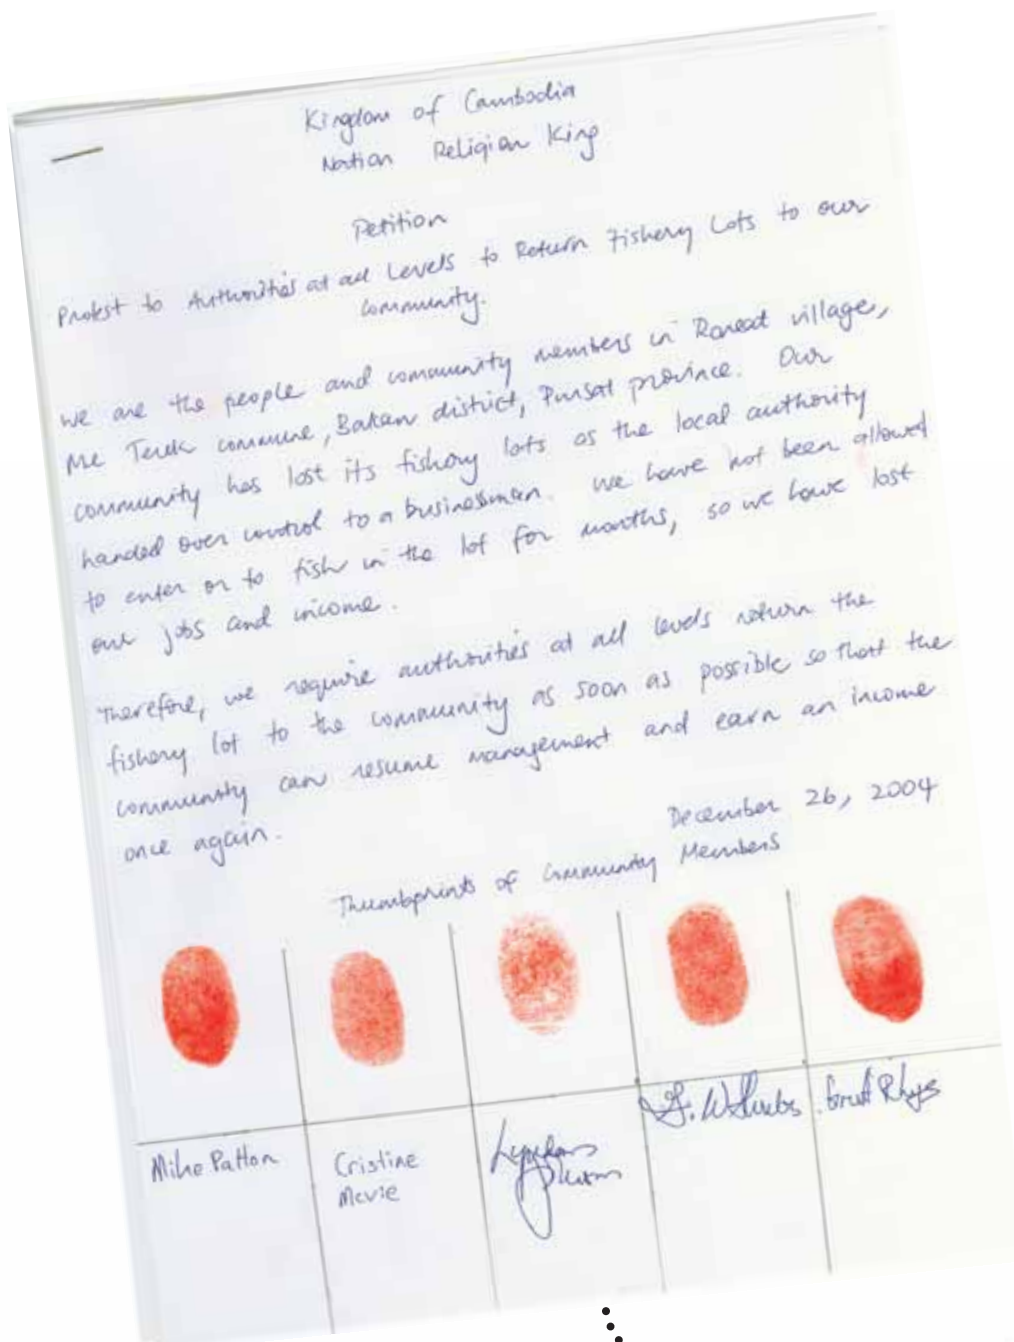 Kingdom of Cambodia
Nation Religion King
Petition
Protest to Authorities at all Levels to Return Fishery Lots to our
community.
We are the people and community members in Roneat village,
Me Teuk commune, Bakan district, Pursat province. Our
community has lost its fishery lots as the local authority
handed over control to a businessman. We have not been allowed
to enter or to fish in the lot for months, so we have lost
our jobs and income.
Therefore, we require authorities at all levels return the
fishery lot to the community as soon as possible so that the
community can resume management and earn an income
once again.
December 26, 2004
Thumbprints of Community Members
Mike Patton
Cristine
Mcvie
Rhys